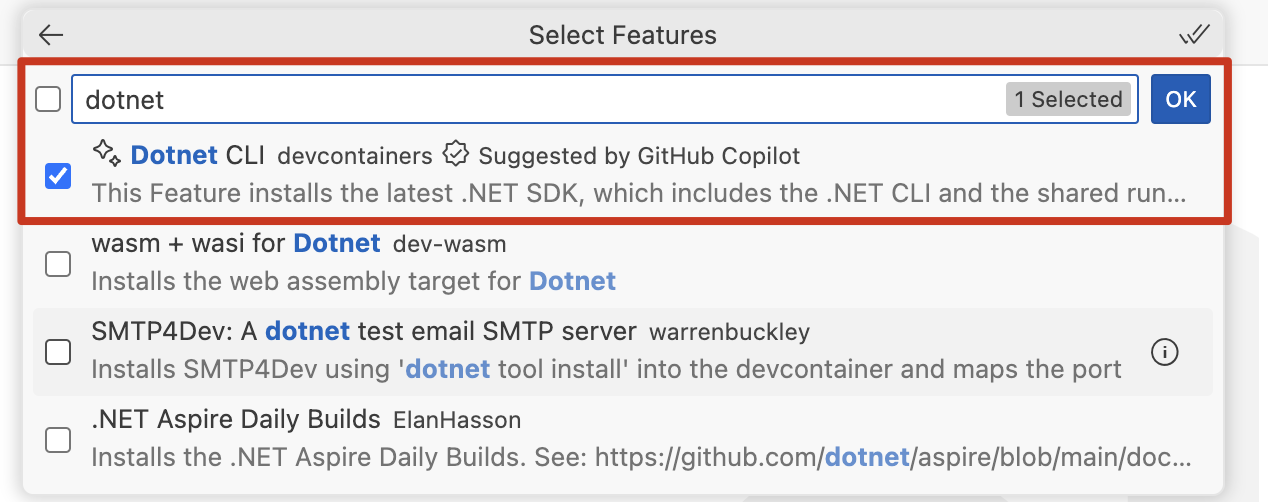 Select Features
dotnet 1 Selected OK
Dotnet CLI devcontainers Suggested by GitHub Copilot
This Feature installs the latest .NET SDK, which includes the .NET CLI and the shared run...
wasm + wasi for Dotnet dev-wasm
Installs the web assembly target for Dotnet
SMTP4Dev: A dotnet test email SMTP server warrenbuckley
Installs SMTP4Dev using 'dotnet tool install' into the devcontainer and maps the port
.NET Aspire Daily Builds ElanHasson
Installs the .NET Aspire Daily Builds. See: https://github.com/dotnet/aspire/blob/main/doc...